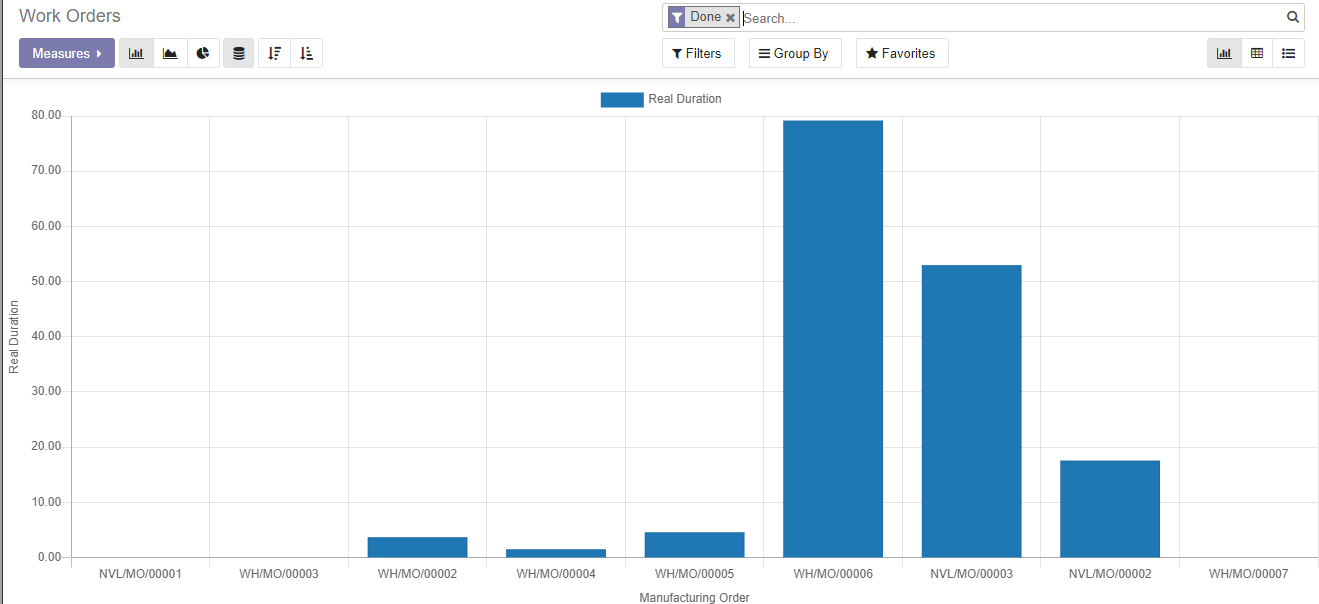 Work Orders
Done Search...
Measures
Filters Group By Favorites
Real Duration
80.00
70.00
60.00
50.00
40.00
30.00
20.00
10.00
0.00
Real Duration
NVL/MO/00001 WH/MO/00003 WH/MO/00002 WH/MO/00004 WH/MO/00005 WH/MO/00006 NVL/MO/00003 NVL/MO/00002 WH/MO/00007
Manufacturing Order